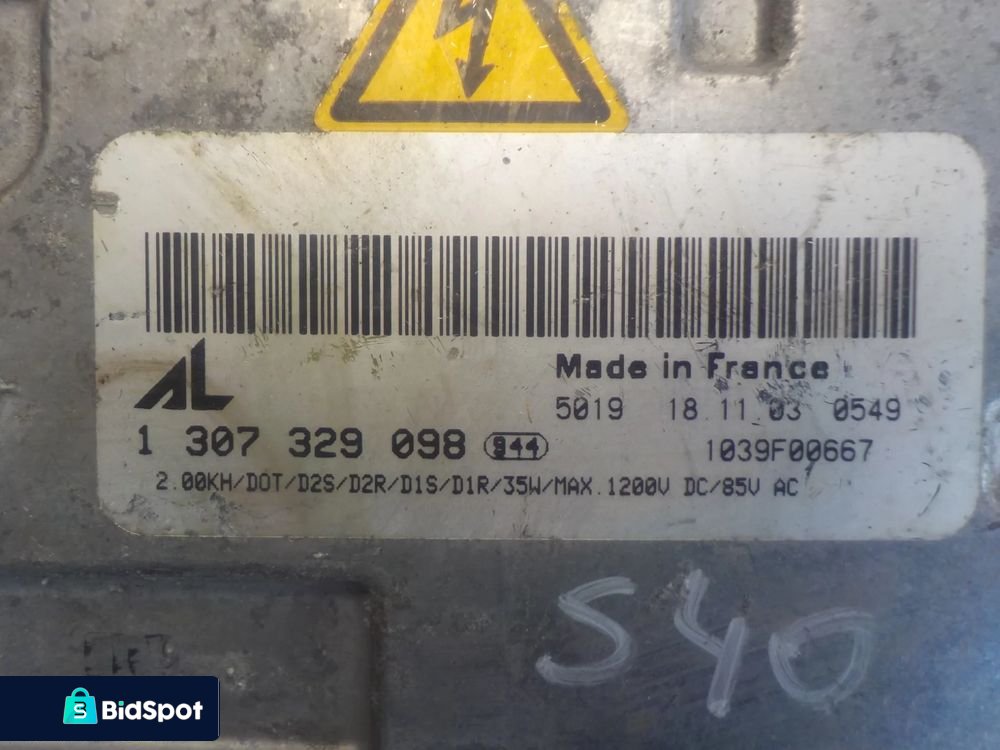 AL
Made in France
5019 18 11 03 0549
1 307 329 098 944
1039F00667
2.00KH/DOT/D2S/D2R/D1S/D1R/35W/MAX.1200V DC/85V AC
S40
BidSpot